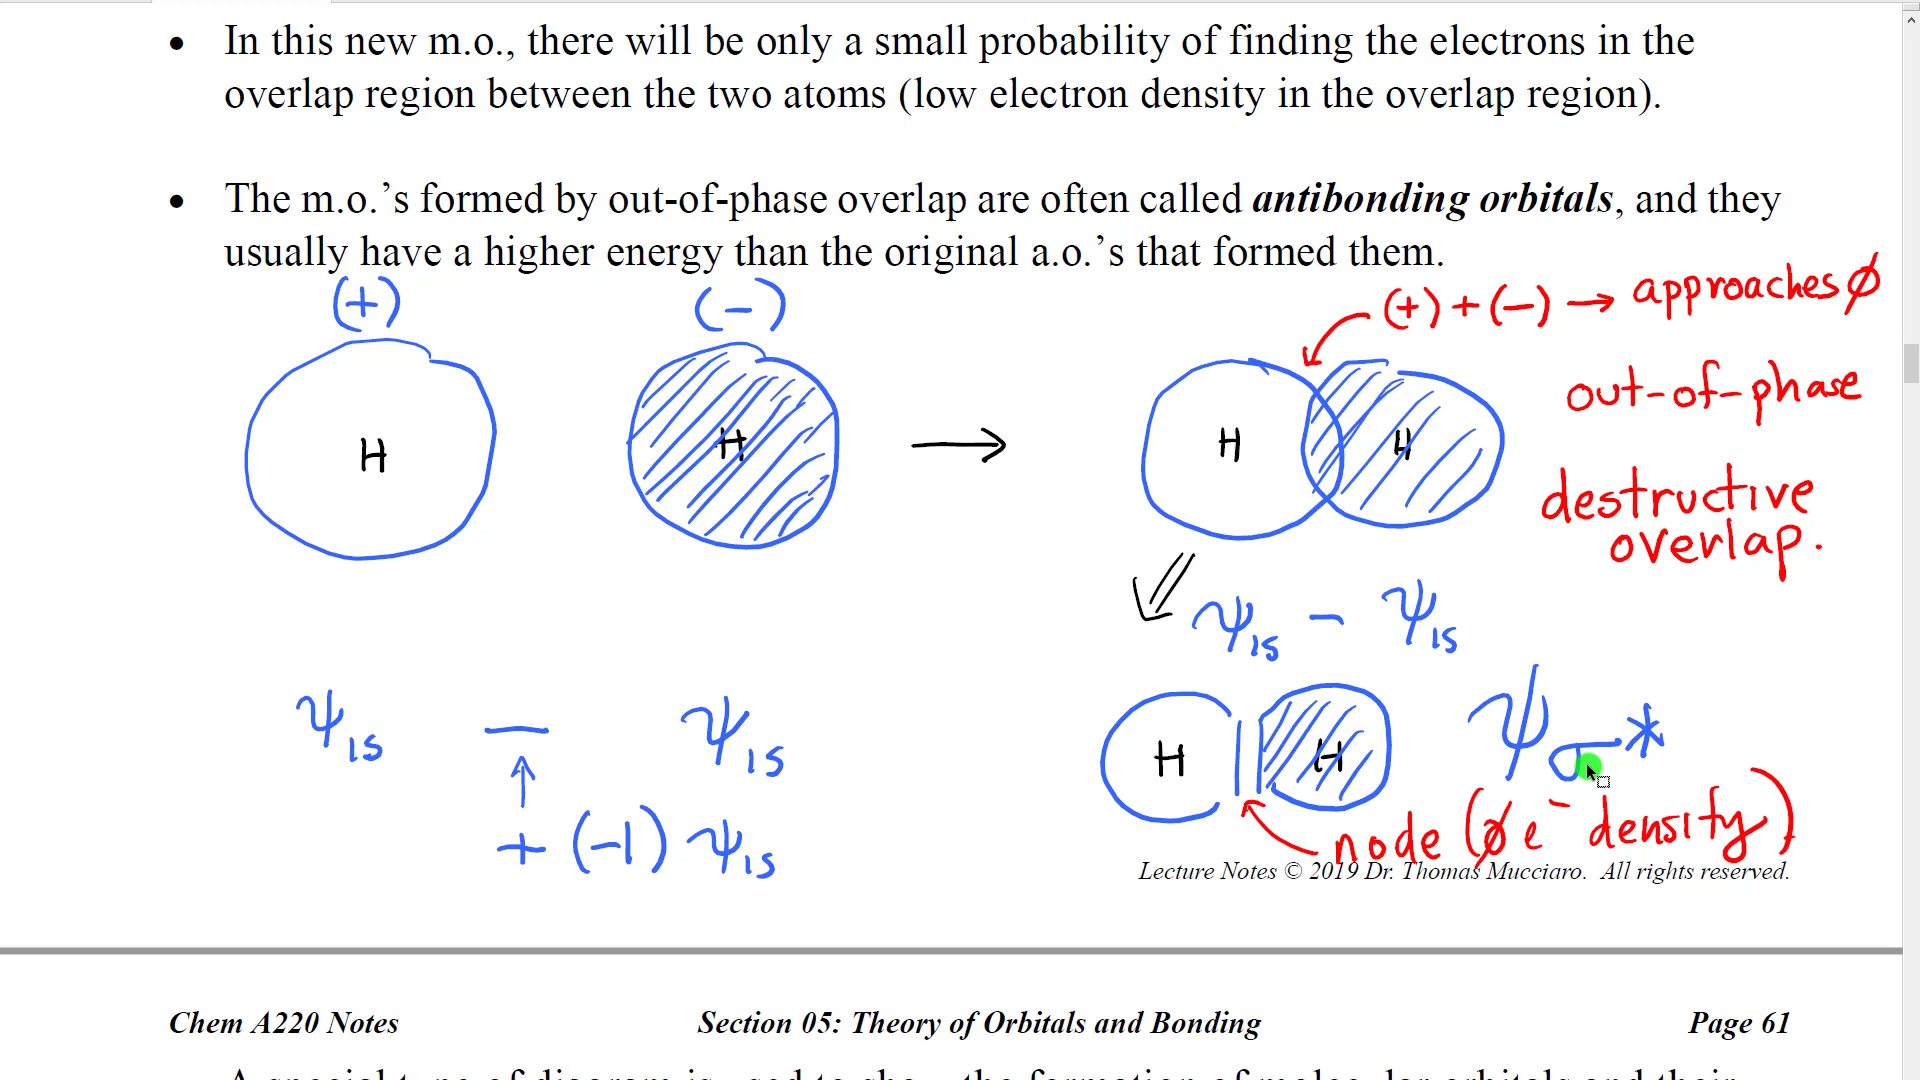 • In this new m.o., there will be only a small probability of finding the electrons in the
overlap region between the two atoms (low electron density in the overlap region).
• The m.o.’s formed by out-of-phase overlap are often called antibonding orbitals, and they
usually have a higher energy than the original a.o.’s that formed them.
(+) (-)
(+) + (-) → approaches ∅
out-of-phase
H H → H H
destructive
overlap.
ψ1s - ψ1s
ψ1s — ψ1s
H H ψσ*
↑
+ (-1) ψ1s
node (∅ e⁻ density)
Lecture Notes © 2019 Dr. Thomas Mucciaro. All rights reserved.
Chem A220 Notes Section 05: Theory of Orbitals and Bonding Page 61